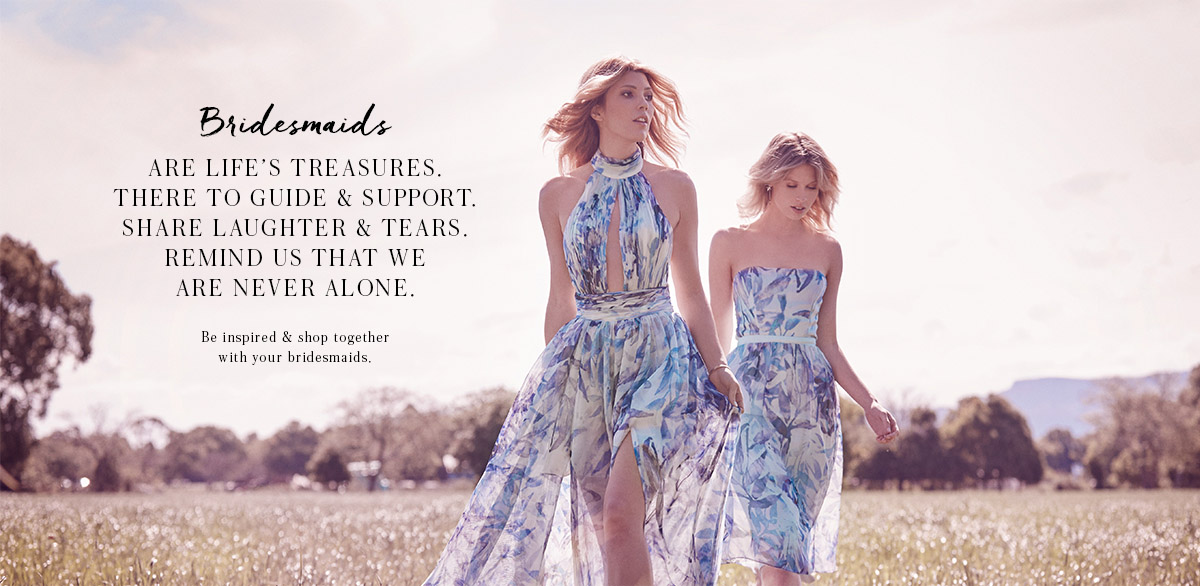 Bridesmaids
ARE LIFE'S TREASURES.
THERE TO GUIDE & SUPPORT.
SHARE LAUGHTER & TEARS.
REMIND US THAT WE
ARE NEVER ALONE.
Be inspired & shop together
with your bridesmaids.